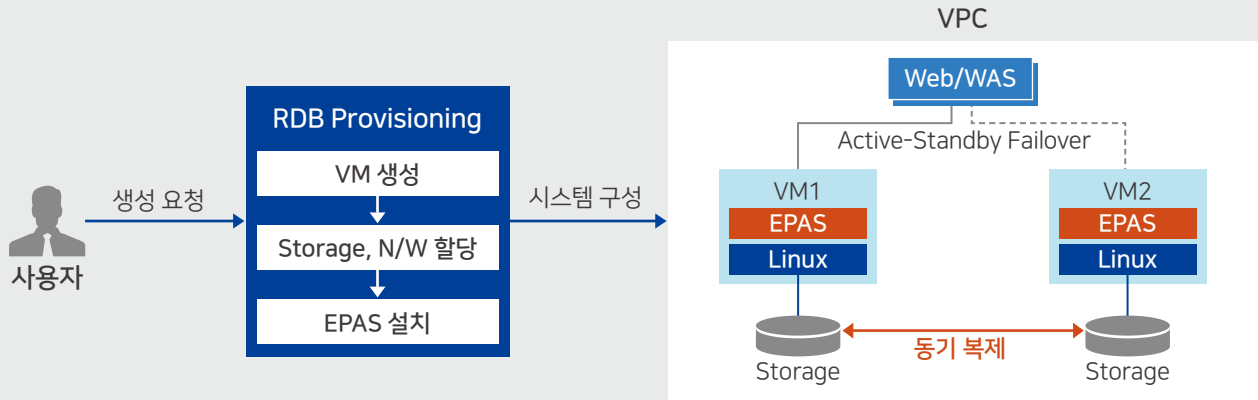 사용자
생성 요청
RDB Provisioning
VM 생성
Storage, N/W 할당
EPAS 설치
시스템 구성
VPC
Web/WAS
Active-Standby Failover
VM1
EPAS
Linux
Storage
VM2
EPAS
Linux
Storage
동기 복제